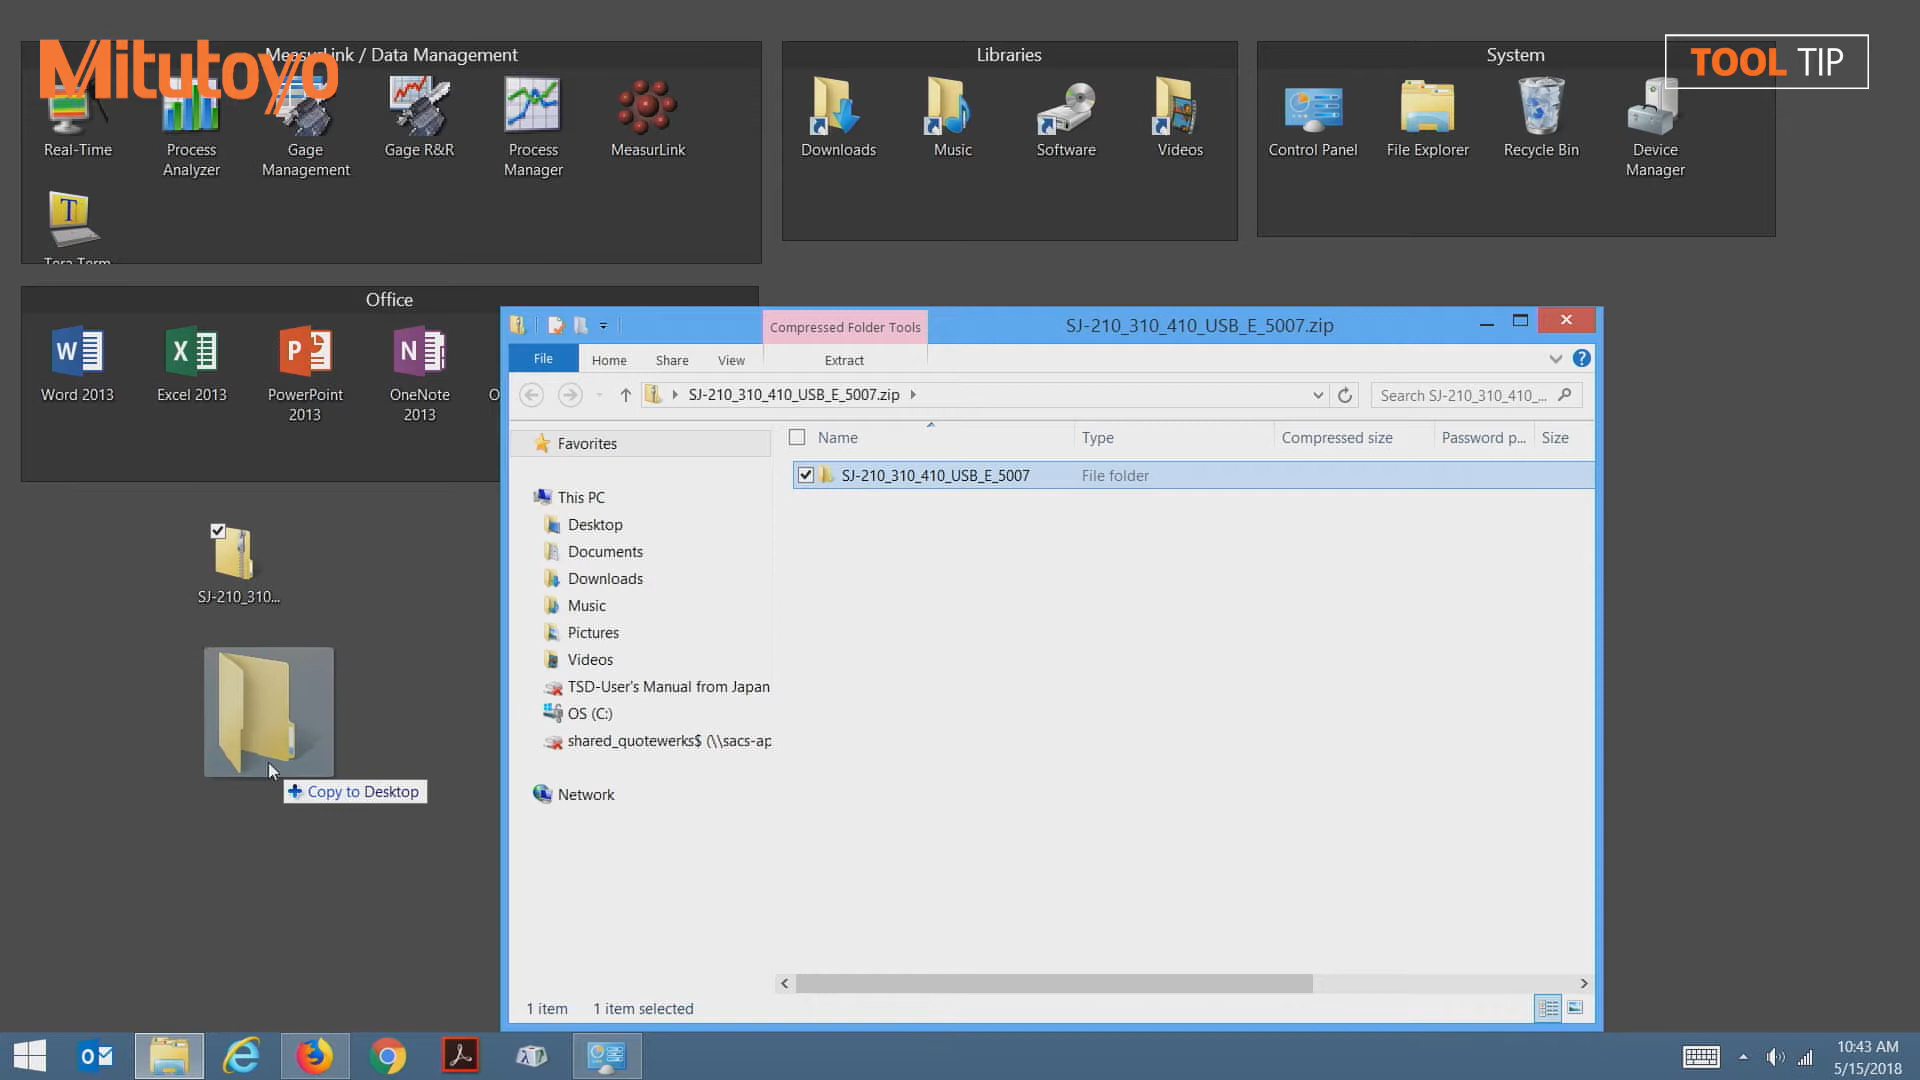 Mitutoyo
TOOL TIP
MeasurLink / Data Management
Real-Time
Process
Analyzer
Gage
Management
Gage R&R
Process
Manager
MeasurLink
T
Tera Term
Libraries
Downloads
Music
Software
Videos
System
Control Panel
File Explorer
Recycle Bin
Device
Manager
Office
Word 2013
Excel 2013
PowerPoint
2013
OneNote
2013
O
SJ-210_310...
Copy to Desktop
Compressed Folder Tools
SJ-210_310_410_USB_E_5007.zip
File
Home
Share
View
Extract
SJ-210_310_410_USB_E_5007.zip
Search SJ-210_310_410_...
Name
Type
Compressed size
Password p...
Size
SJ-210_310_410_USB_E_5007
File folder
Favorites
This PC
Desktop
Documents
Downloads
Music
Pictures
Videos
TSD-User's Manual from Japan
OS (C:)
shared_quotewerks$ (\\sacs-ap
Network
1 item
1 item selected
10:43 AM
5/15/2018